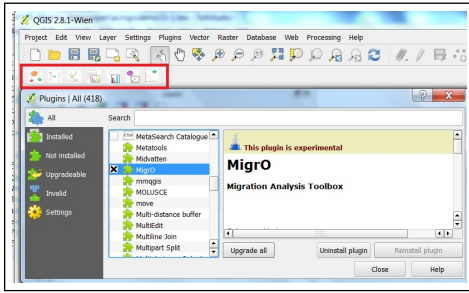 QGIS 2.8.1-Wien
Project Edit View Layer Settings Plugins Vector Raster Database Web Processing Help
Plugins | All (418)
All
Installed
Not installed
Upgradeable
Invalid
Settings
Search
MetaSearch Catalogue
Metatools
Midvatten
MigrO
mmqgis
MOLUSCE
move
Multi-distance buffer
MultiEdit
Multiline Join
Multipart Split
This plugin is experimental
MigrO
Migration Analysis Toolbox
Upgrade all
Uninstall plugin
Reinstall plugin
Close
Help